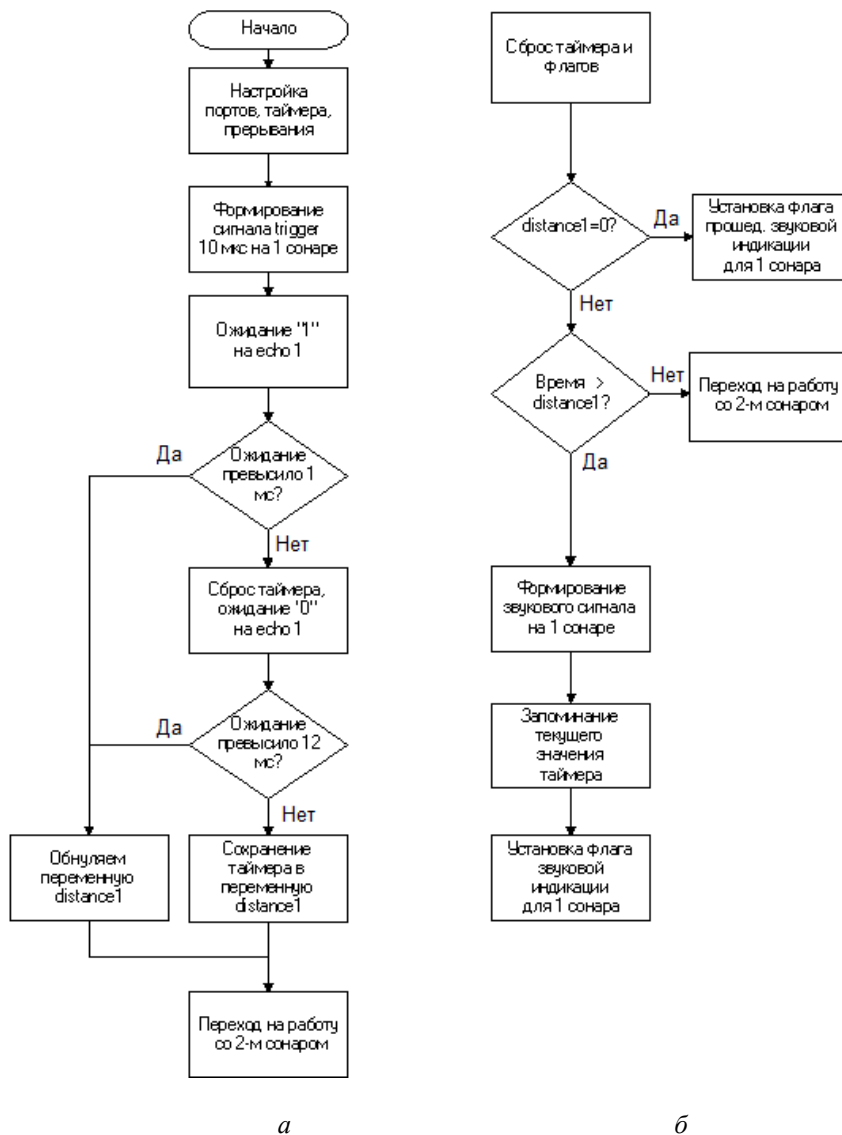 Начало
Настройка
портов, таймера,
прерывания
Формирование
сигнала trigger
10 мкс на 1 сонаре
Ожидание "1"
на echo 1
Ожидание
превысило 1
мс?
Да
Нет
Сброс таймера,
ожидание "0"
на echo 1
Ожидание
превысило 12
мс?
Да
Нет
Обнуляем
переменную
distance1
Сохранение
таймера в
переменную
distance1
Переход на работу
со 2-м сонаром
а
Сброс таймера и
флагов
distance1=0?
Да
Установка флага
прошед. звуковой
индикации
для 1 сонара
Нет
Время >
distance1?
Нет
Переход на работу
со 2-м сонаром
Да
Формирование
звукового сигнала
на 1 сонаре
Запоминание
текущего
значения
таймера
Установка флага
звуковой
индикации
для 1 сонара
б